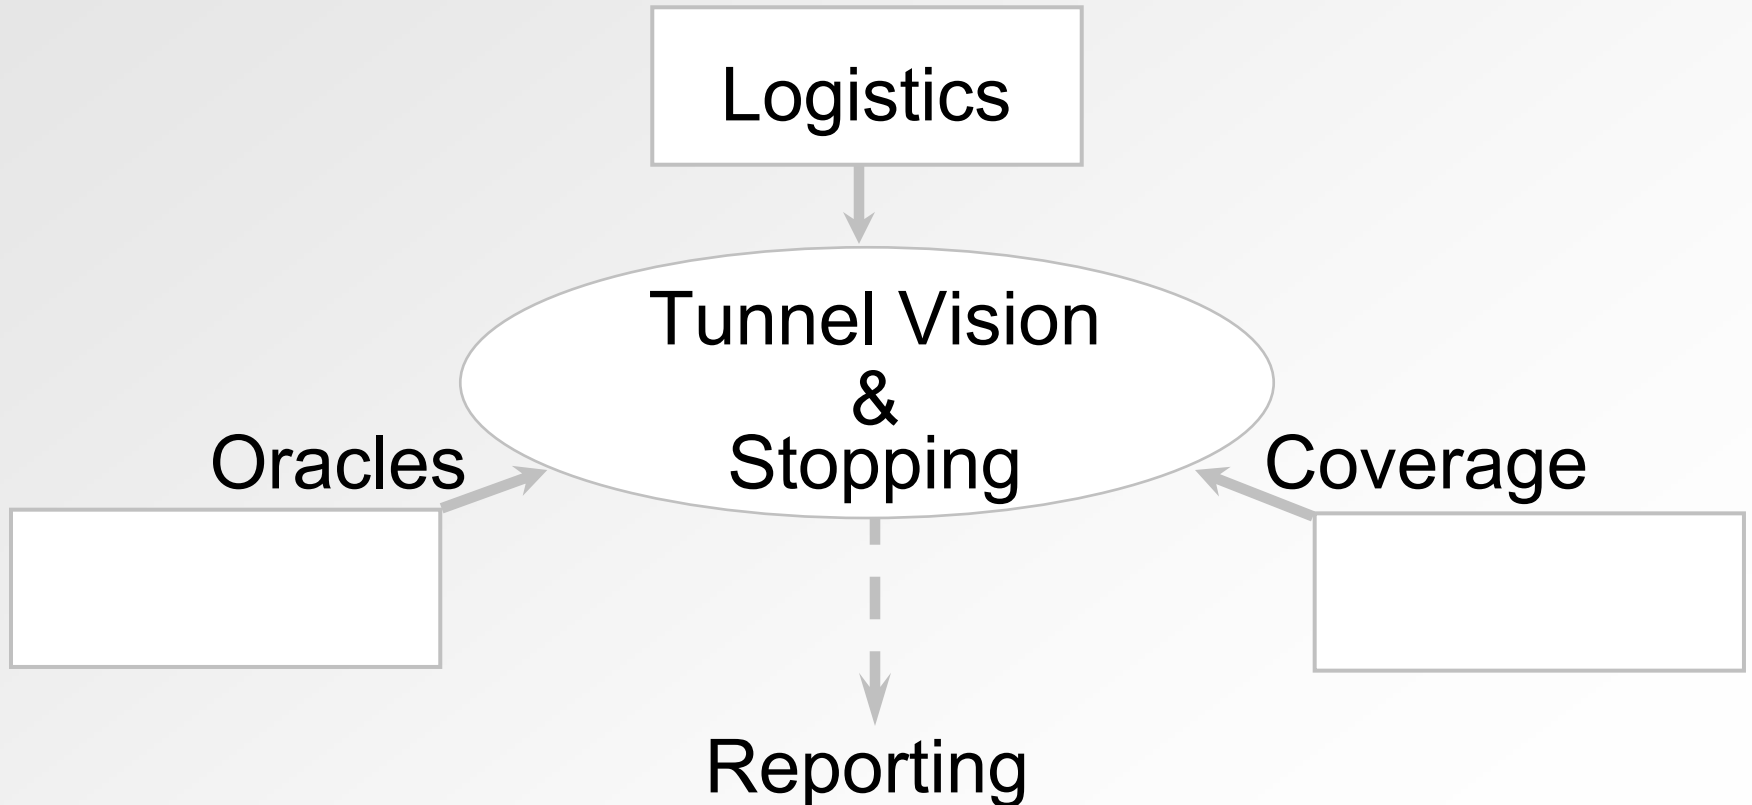 Logistics
Tunnel Vision
&
Stopping
Oracles
Coverage
Reporting